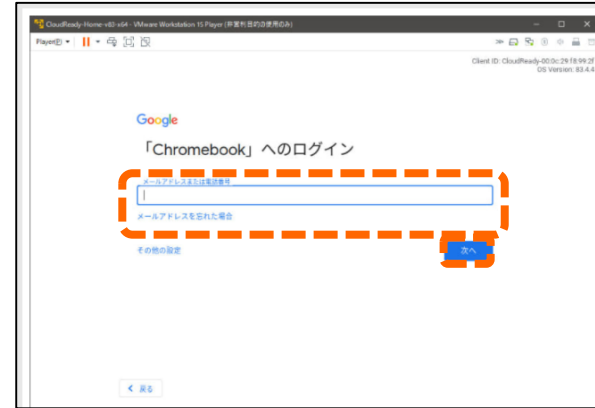 CloudReady-Home-v83-x64 - VMware Workstation 15 Player (非営利目的の使用のみ)
Player(P)
Client ID: CloudReady-00:0c:29:f8:99:2f
OS Version: 83.4.4
Google
「Chromebook」へのログイン
メールアドレスまたは電話番号
メールアドレスを忘れた場合
その他の設定
次へ
戻る